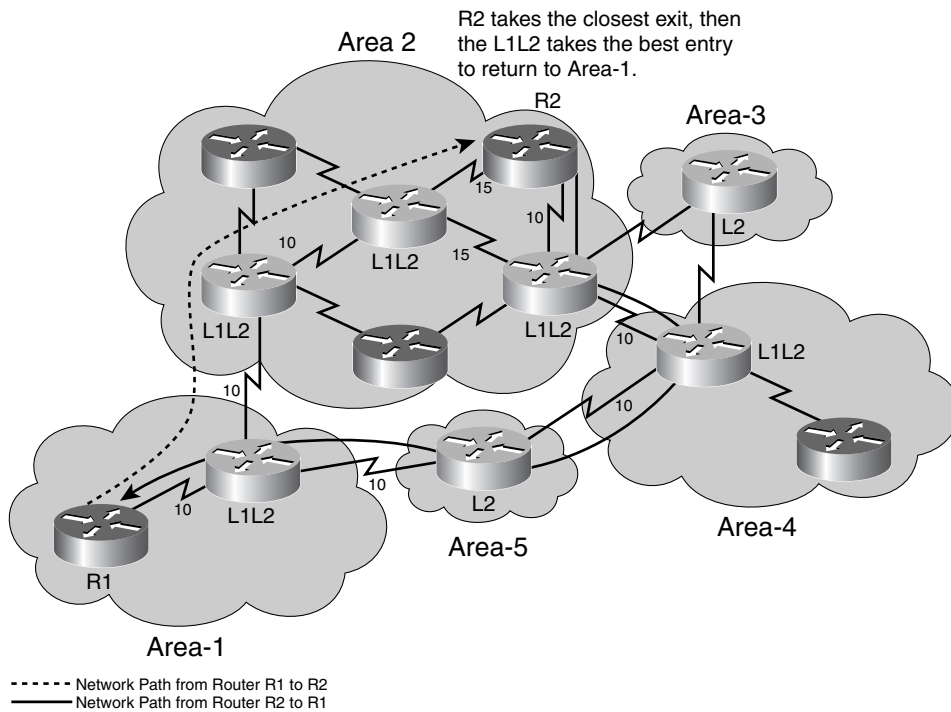 R2 takes the closest exit, then
the L1L2 takes the best entry
to return to Area-1.
Area 2
R2
Area-3
15
10
L2
10
L1L2
15
L1L2
L1L2
10
L1L2
10
10
10
L1L2
10
L2
Area-4
Area-5
R1
Area-1
Network Path from Router R1 to R2
Network Path from Router R2 to R1